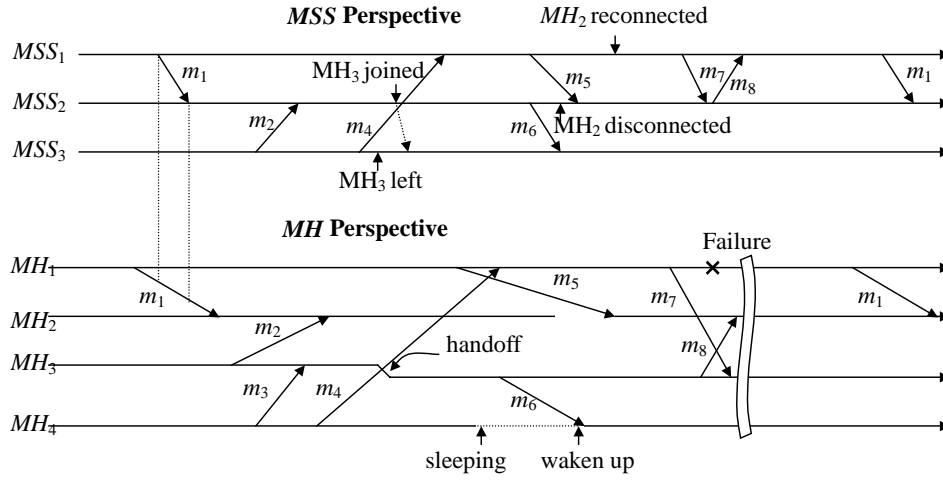 MSS Perspective
MH2 reconnected
MSS1
m1
MH3 joined
m5
m7
m8
m1
MSS2
m2
m4
m6
MH2 disconnected
MSS3
MH3 left
MH Perspective
Failure
MH1
m1
m5
m7
m1
MH2
m2
handoff
m8
MH3
m3
m4
m6
MH4
sleeping
waken up